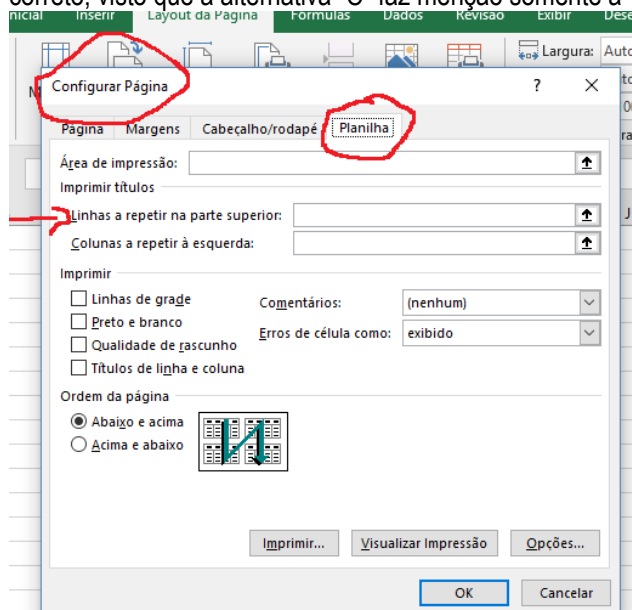 correto, visto que a alternativa "C" faz menção somente a
Inserir Layout da Página Fórmulas Dados Revisão Exibir
Largura:
Configurar Página ? ×
Página Margens Cabeçalho/rodapé Planilha
Área de impressão:
Imprimir títulos
Linhas a repetir na parte superior:
Colunas a repetir à esquerda:
Imprimir
Linhas de grade
Comentários: (nenhum)
Preto e branco
Erros de célula como: exibido
Qualidade de rascunho
Títulos de linha e coluna
Ordem da página
Abaixo e acima
Acima e abaixo
Imprimir... Visualizar Impressão Opções...
OK Cancelar